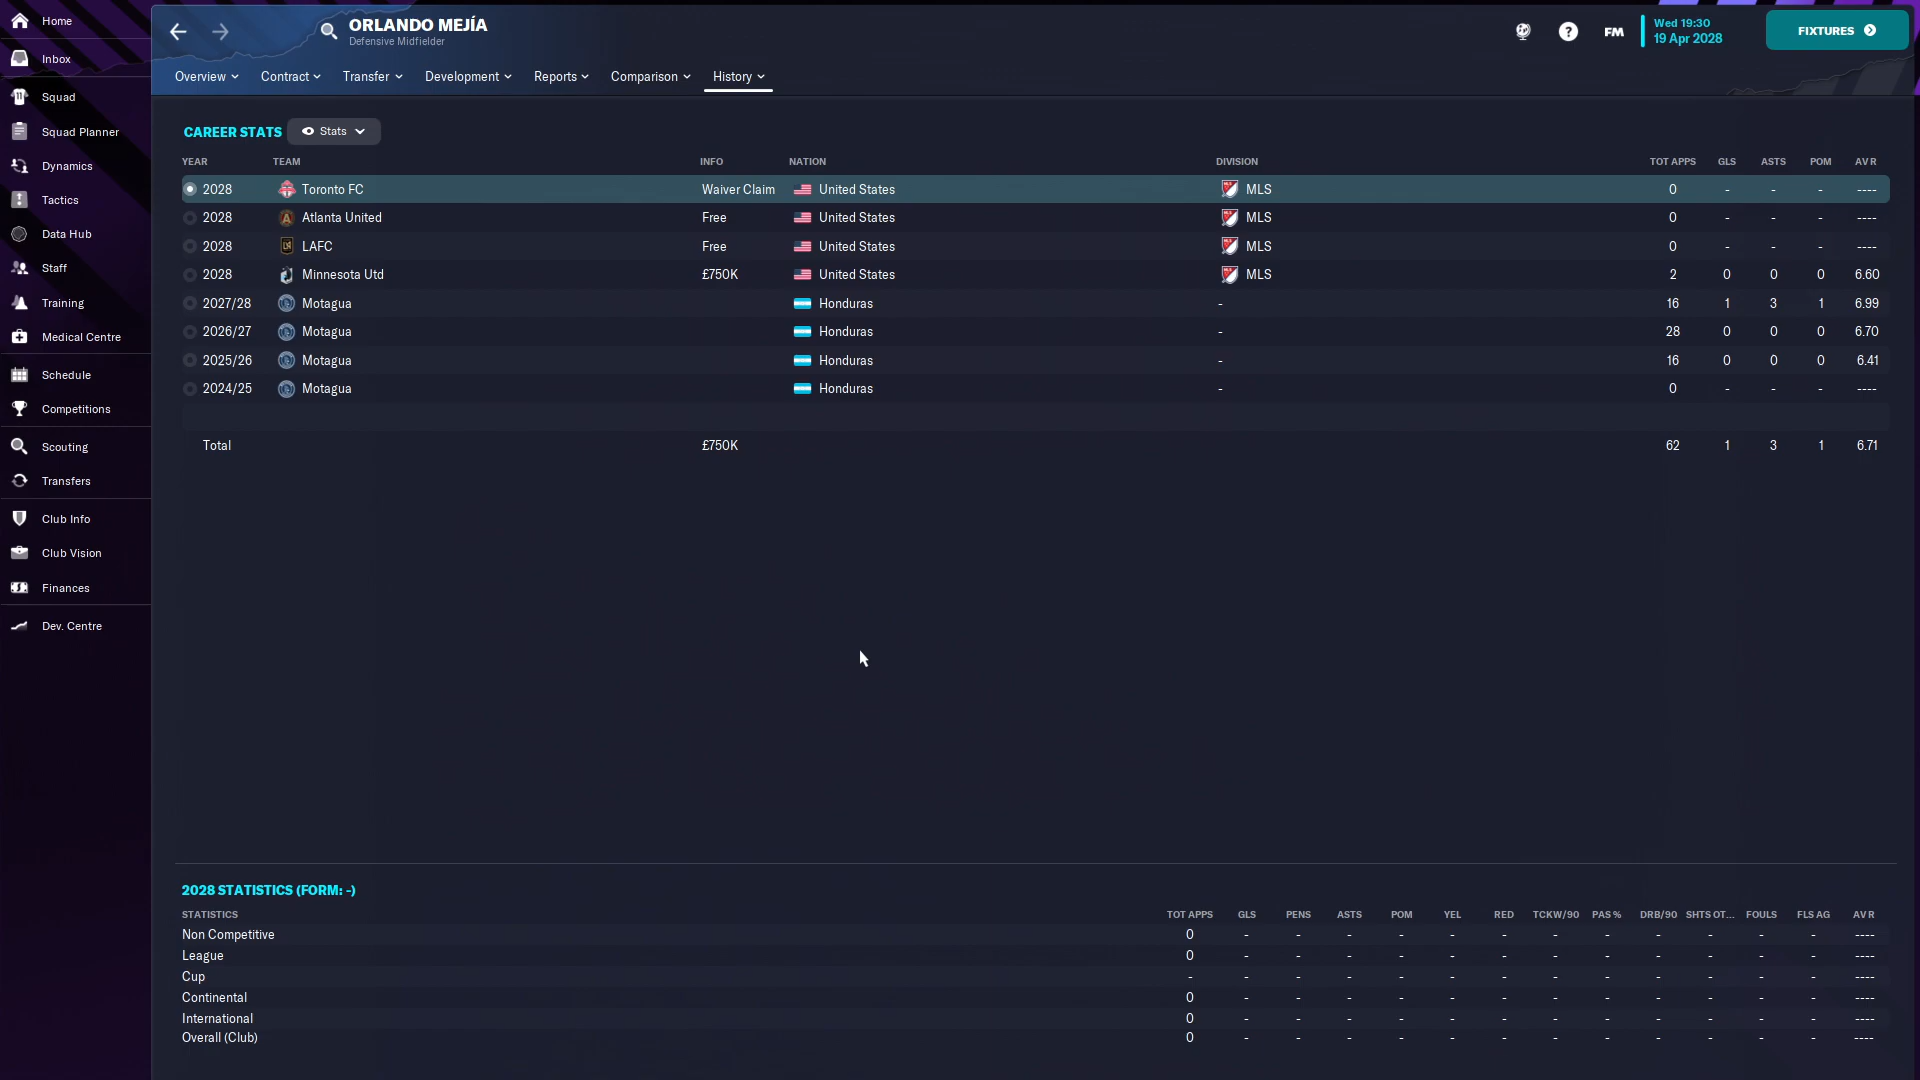 Home
Inbox
Squad
Squad Planner
Dynamics
Tactics
Data Hub
Staff
Training
Medical Centre
Schedule
Competitions
Scouting
Transfers
Club Info
Club Vision
Finances
Dev. Centre
ORLANDO MEJÍA
Defensive Midfielder
FM
Wed 19:30
19 Apr 2028
FIXTURES
Overview Contract Transfer Development Reports Comparison History
CAREER STATS Stats
YEAR TEAM INFO NATION DIVISION TOT APPS GLS ASTS POM AV R
2028 Toronto FC Waiver Claim United States MLS 0 - - - ----
2028 Atlanta United Free United States MLS 0 - - - ----
2028 LAFC Free United States MLS 0 - - - ----
2028 Minnesota Utd £750K United States MLS 2 0 0 0 6.60
2027/28 Motagua Honduras - 16 1 3 1 6.99
2026/27 Motagua Honduras - 28 0 0 0 6.70
2025/26 Motagua Honduras - 16 0 0 0 6.41
2024/25 Motagua Honduras - 0 - - - ----
Total £750K 62 1 3 1 6.71
2028 STATISTICS (FORM: -)
STATISTICS TOT APPS GLS PENS ASTS POM YEL RED TCKW/90 PAS % DRB/90 SHTS OT... FOULS FLS AG AV R
Non Competitive 0 - - - - - - - - - - - - ----
League 0 - - - - - - - - - - - - ----
Cup - - - - - - - - - - - - - ----
Continental 0 - - - - - - - - - - - - ----
International 0 - - - - - - - - - - - - ----
Overall (Club) 0 - - - - - - - - - - - - ----